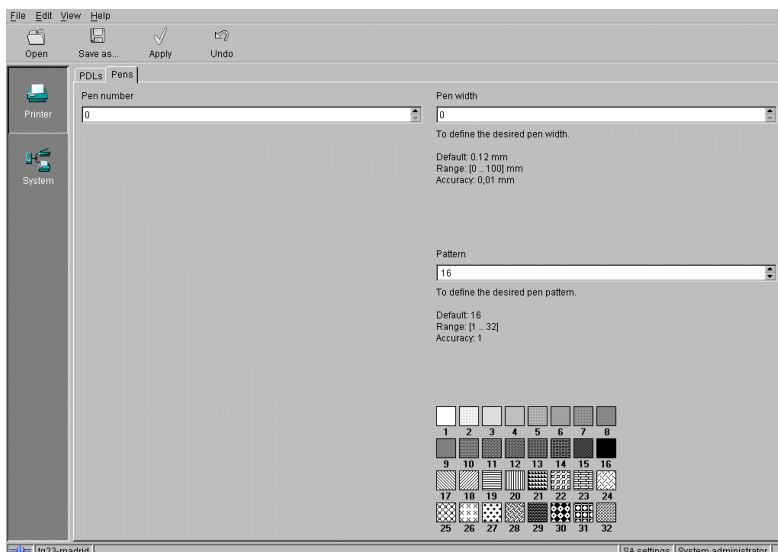 File Edit View Help
Open Save as... Apply Undo
Printer
System
PDLs Pens
Pen number
0
Pen width
0
To define the desired pen width.
Default: 0.12 mm
Range: [0 .. 100] mm
Accuracy: 0,01 mm
Pattern
16
To define the desired pen pattern.
Default: 16
Range: [1 .. 32]
Accuracy: 1
1 2 3 4 5 6 7 8
9 10 11 12 13 14 15 16
17 18 19 20 21 22 23 24
25 26 27 28 29 30 31 32
tg23-madrid SA settings System administrator